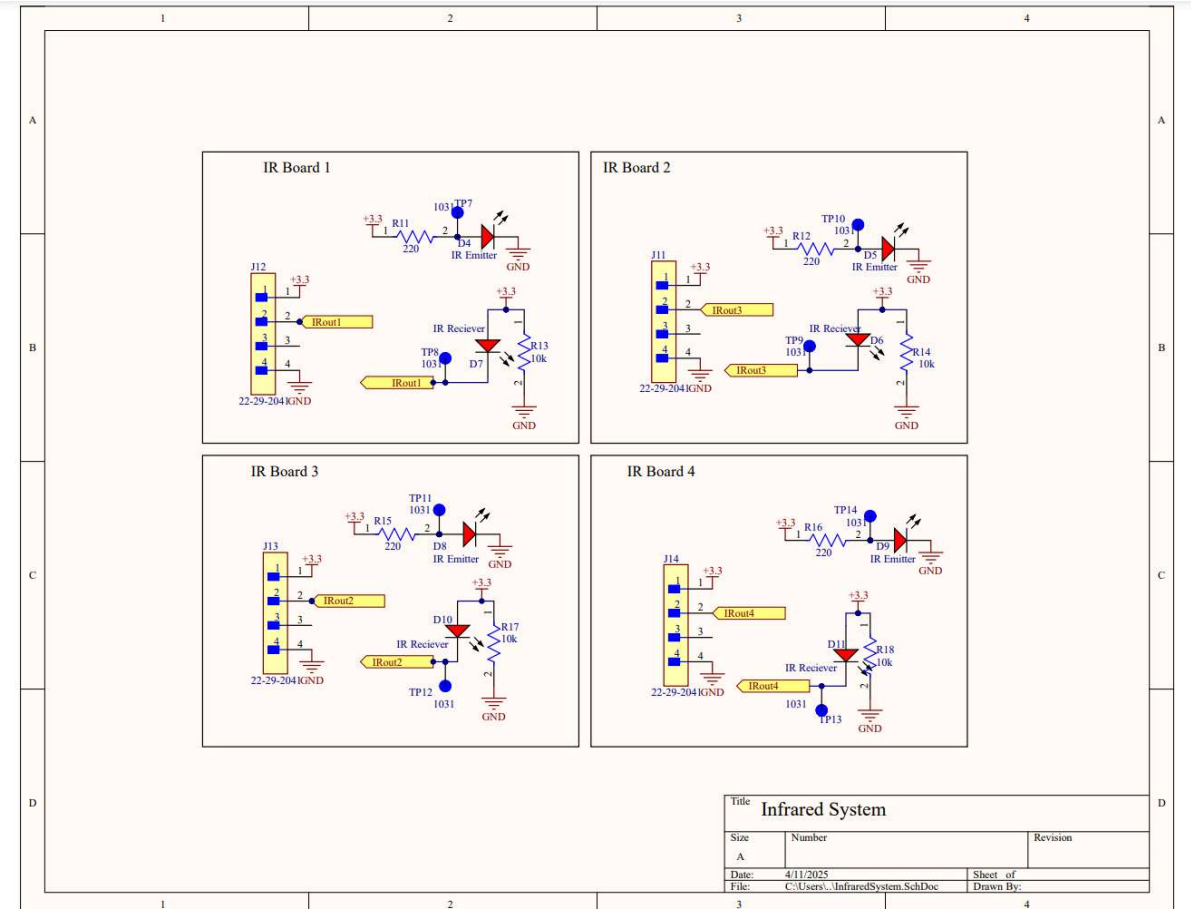 1 2 3 4
A A
IR Board 1
1031 TP7
+3.3
R11
1 2
220
D4
IR Emitter
GND
J12
1 1 +3.3
2 2 IRout1
3 3
4 4
22-29-2041 GND
+3.3
IR Reciever
1
R13
10k
2
TP8
1031
D7
IRout1
GND
IR Board 2
TP10
1031
+3.3
R12
1 2
220
D5
IR Emitter
GND
J11
1 1 +3.3
2 2 IRout3
3 3
4 4
22-29-2041 GND
+3.3
IR Reciever
D6
1
R14
10k
2
TP9
1031
IRout3
GND
B B
IR Board 3
TP11
1031
+3.3
R15
1 2
220
D8
IR Emitter
GND
J13
1 1 +3.3
2 2 IRout2
3 3
4 4
22-29-2041 GND
+3.3
D10
1
R17
10k
2
IR Reciever
IRout2
TP12
1031
GND
IR Board 4
TP14
1031
+3.3
R16
1 2
220
D9
IR Emitter
GND
J14
1 1 +3.3
2 2 IRout4
3 3
4 4
22-29-2041 GND
+3.3
D11
1
R18
10k
2
IR Reciever
IRout4
1031
TP13
GND
C C
D D
Title Infrared System
Size Number Revision
A
Date: 4/11/2025 Sheet of
File: C:\Users\..\InfraredSystem.SchDoc Drawn By:
1 2 3 4